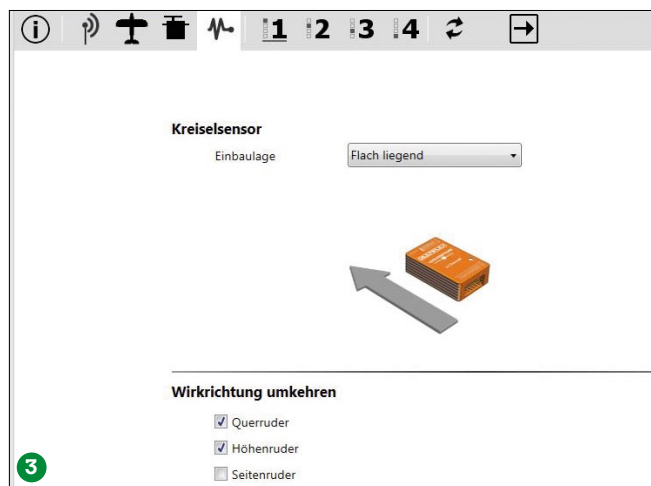 i 1 2 3 4
Kreiselsensor
Einbaulage Flach liegend
Wirkrichtung umkehren
Querruder
Höhenruder
3 Seitenruder